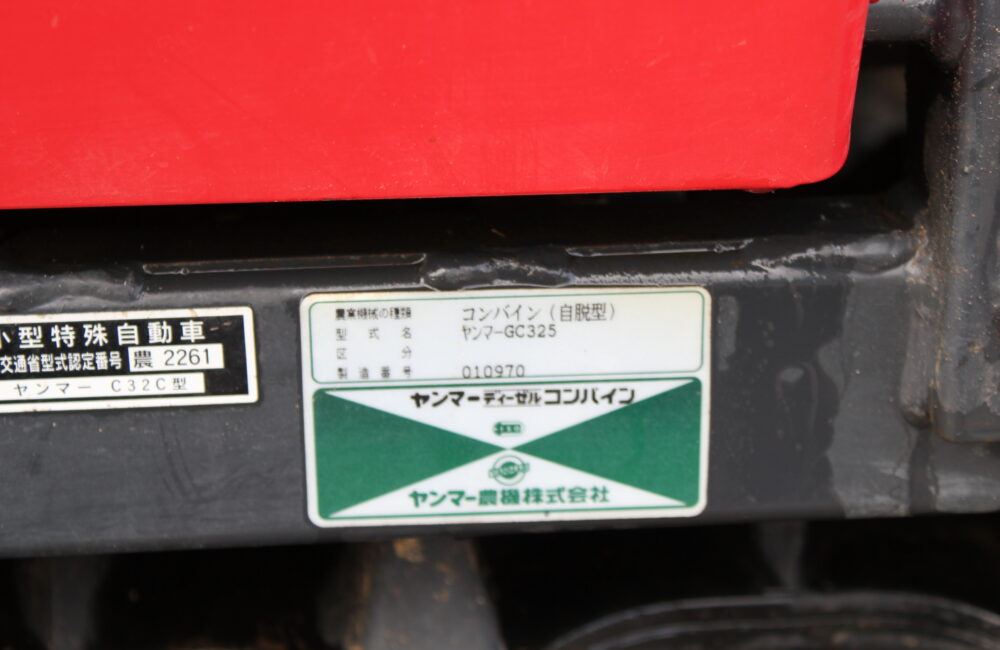 小型特殊自動車
交通省型式認定番号 農 2261
ヤンマー C32C型
農業機械の種類 コンバイン(自脱型)
型式名 ヤンマーGC325
区分
製造番号 010970
ヤンマーディーゼルコンバイン
ヤンマー農機株式会社